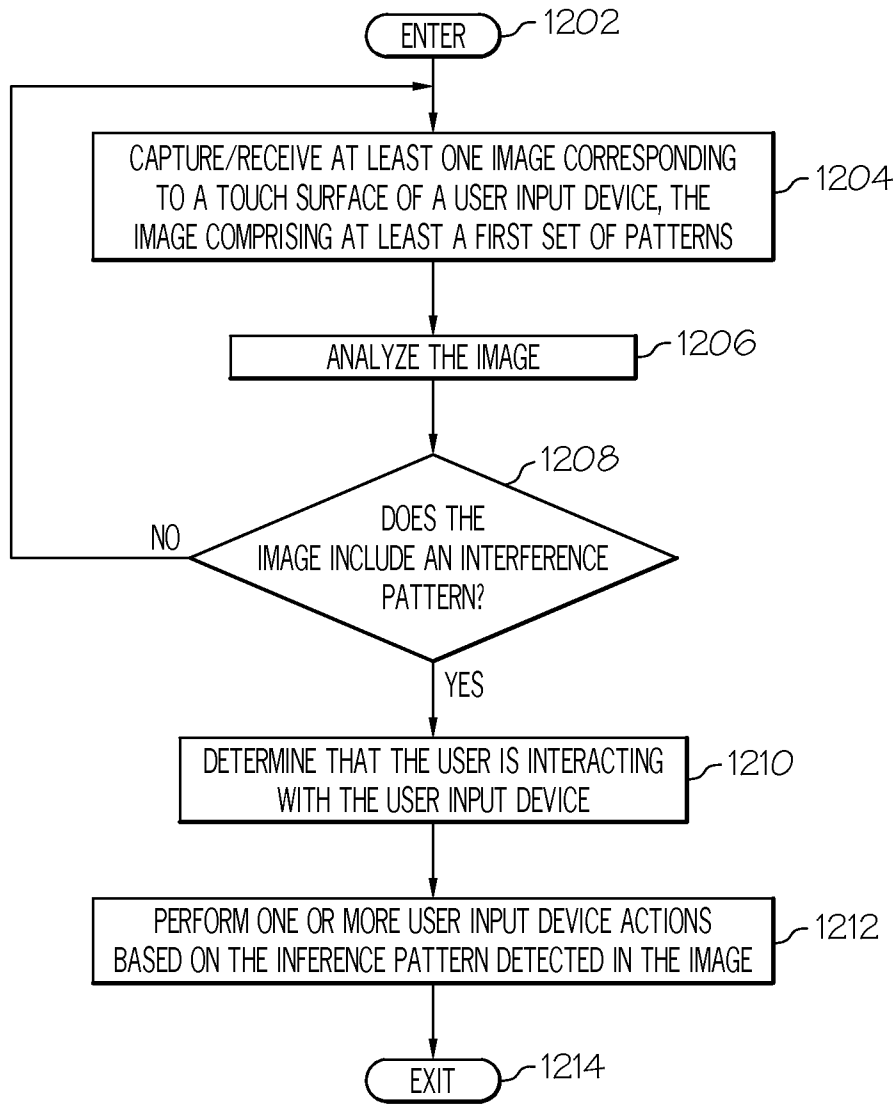 ENTER
1202
CAPTURE/RECEIVE AT LEAST ONE IMAGE CORRESPONDING
TO A TOUCH SURFACE OF A USER INPUT DEVICE, THE
IMAGE COMPRISING AT LEAST A FIRST SET OF PATTERNS
1204
ANALYZE THE IMAGE
1206
1208
DOES THE
IMAGE INCLUDE AN INTERFERENCE
PATTERN?
NO
YES
DETERMINE THAT THE USER IS INTERACTING
WITH THE USER INPUT DEVICE
1210
PERFORM ONE OR MORE USER INPUT DEVICE ACTIONS
BASED ON THE INFERENCE PATTERN DETECTED IN THE IMAGE
1212
EXIT
1214